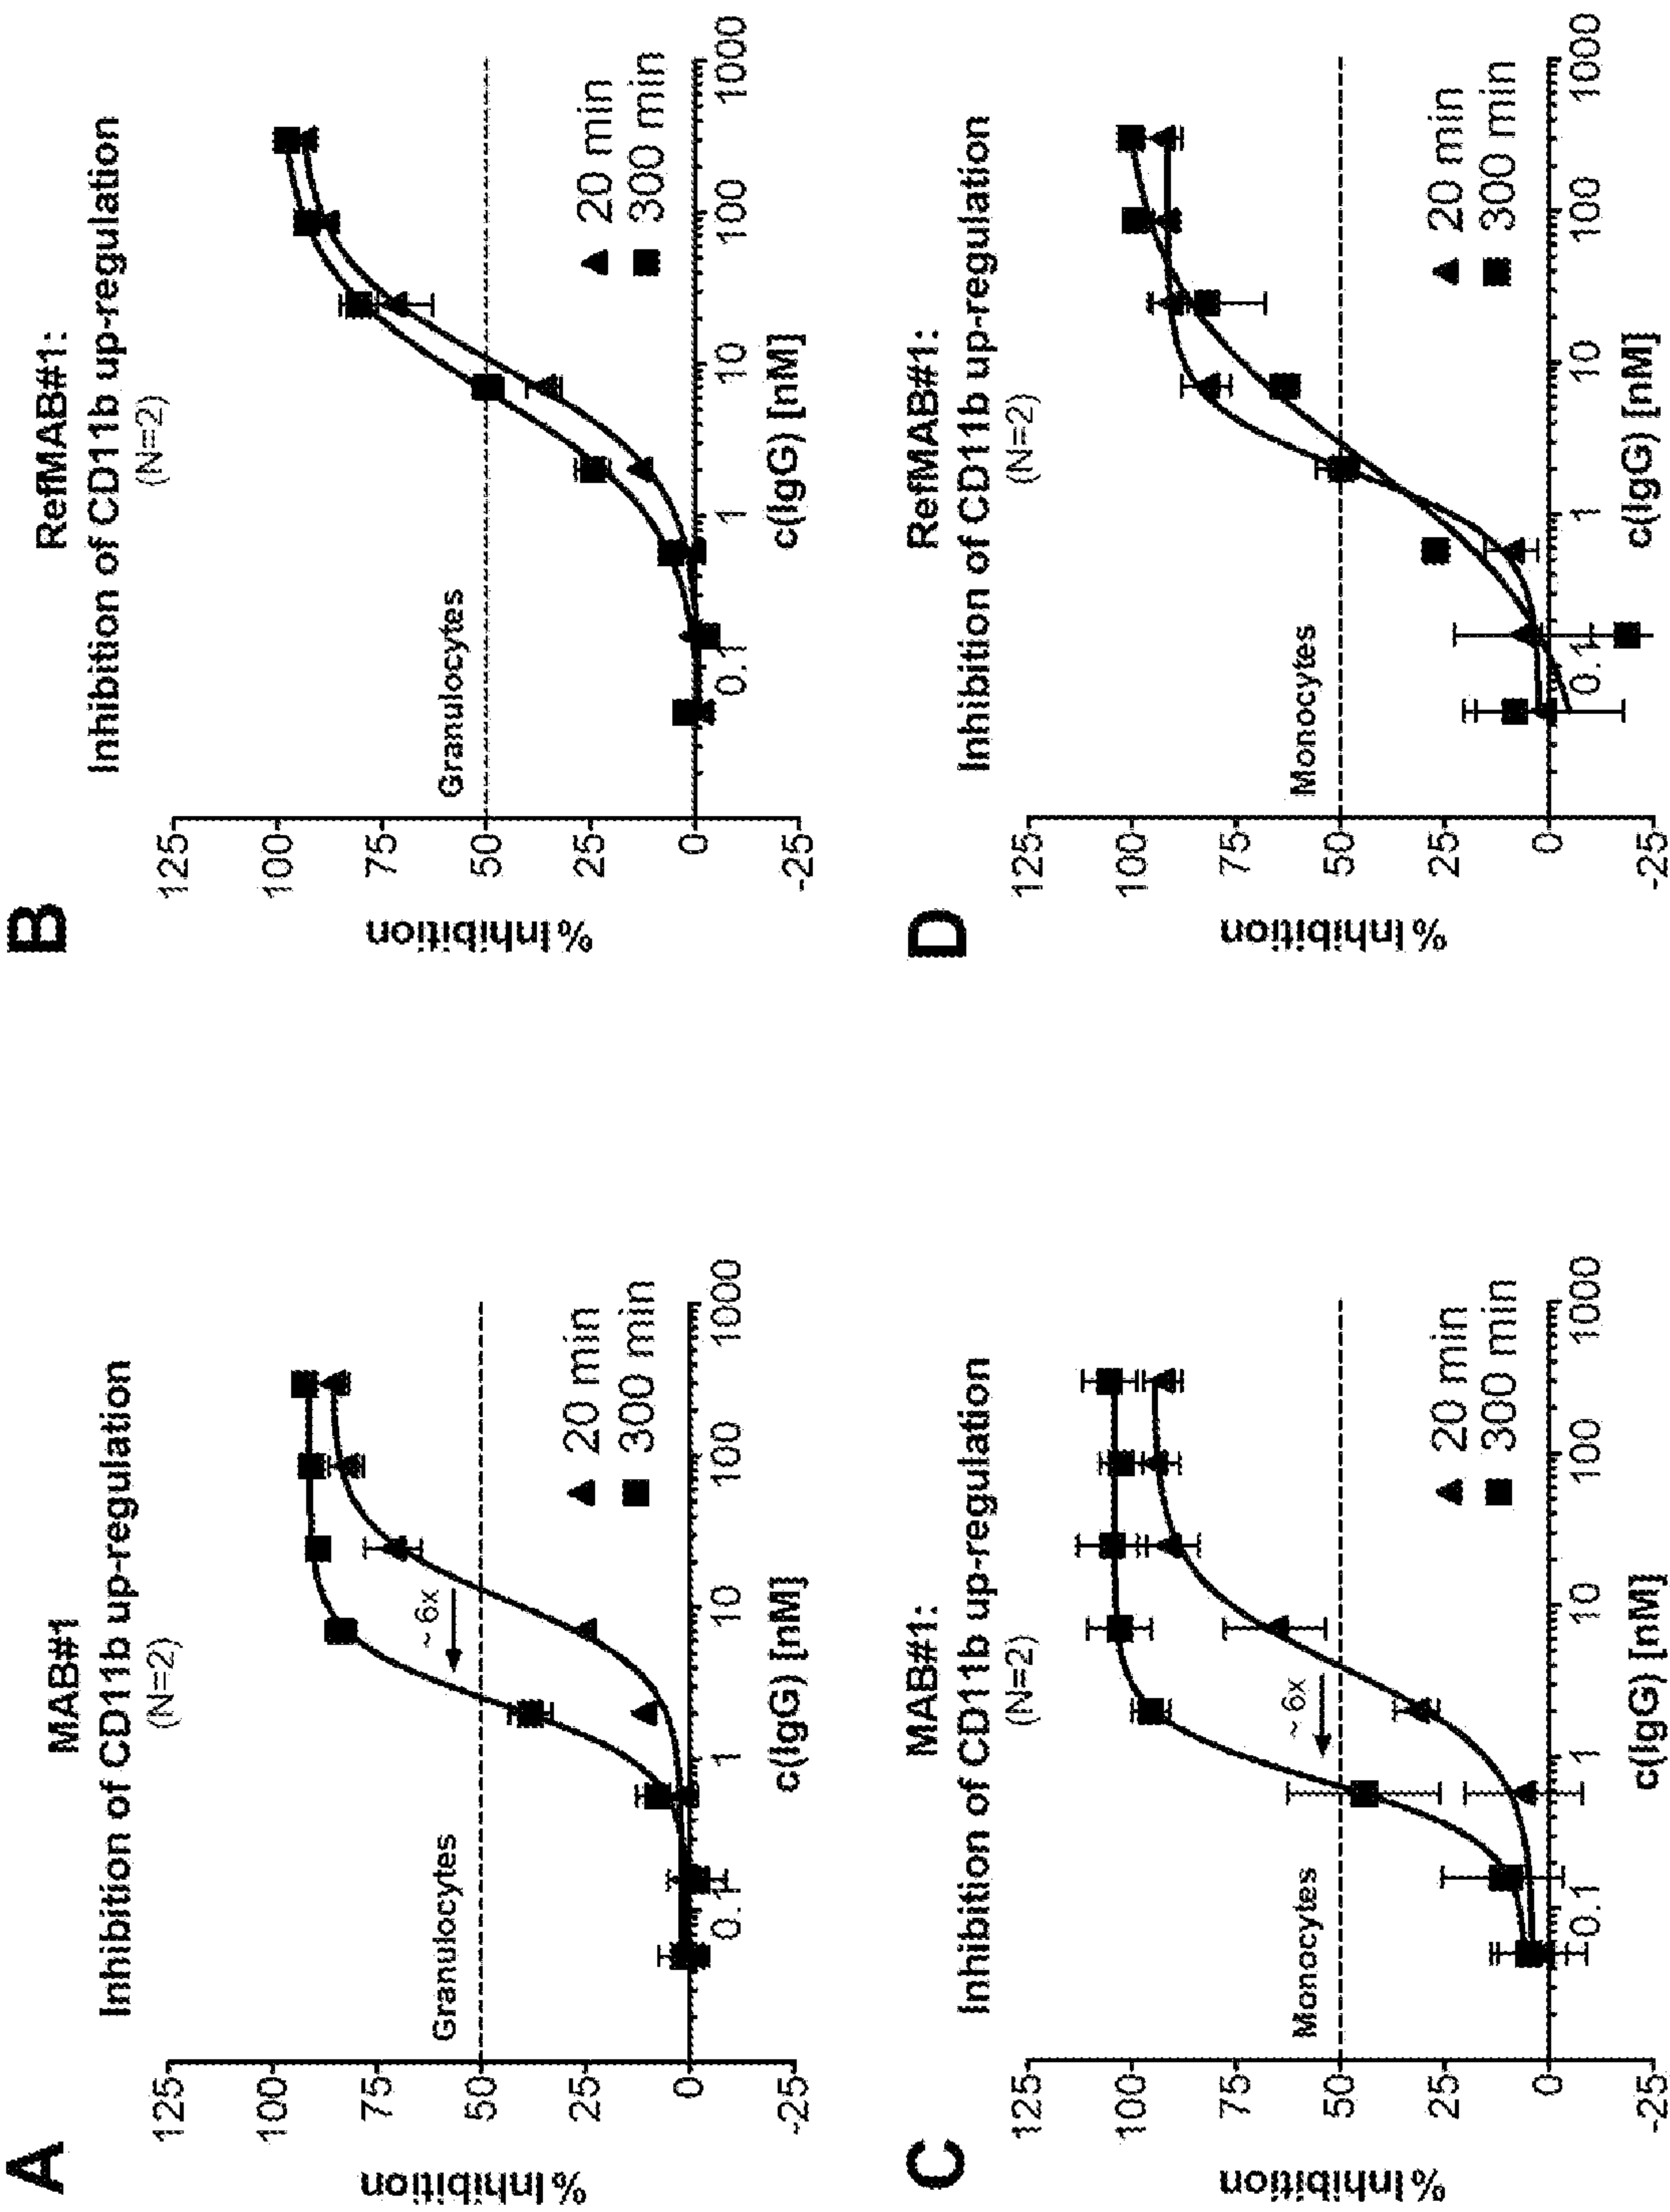 A
MAB#1
Inhibition of CD11b up-regulation
(N=2)
% Inhibition
125
100
75
50
25
0
-25
Granulocytes
~6x
20 min
300 min
0.1
1
10
100
1000
c(IgG) [nM]
B
RefMAB#1:
Inhibition of CD11b up-regulation
(N=2)
% Inhibition
125
100
75
50
25
0
-25
Granulocytes
20 min
300 min
0.1
1
10
100
1000
c(IgG) [nM]
C
MAB#1:
Inhibition of CD11b up-regulation
(N=2)
% Inhibition
125
100
75
50
25
0
-25
Monocytes
~6x
20 min
300 min
0.1
1
10
100
1000
c(IgG) [nM]
D
RefMAB#1:
Inhibition of CD11b up-regulation
(N=2)
% Inhibition
125
100
75
50
25
0
-25
Monocytes
20 min
300 min
0.1
1
10
100
1000
c(IgG) [nM]